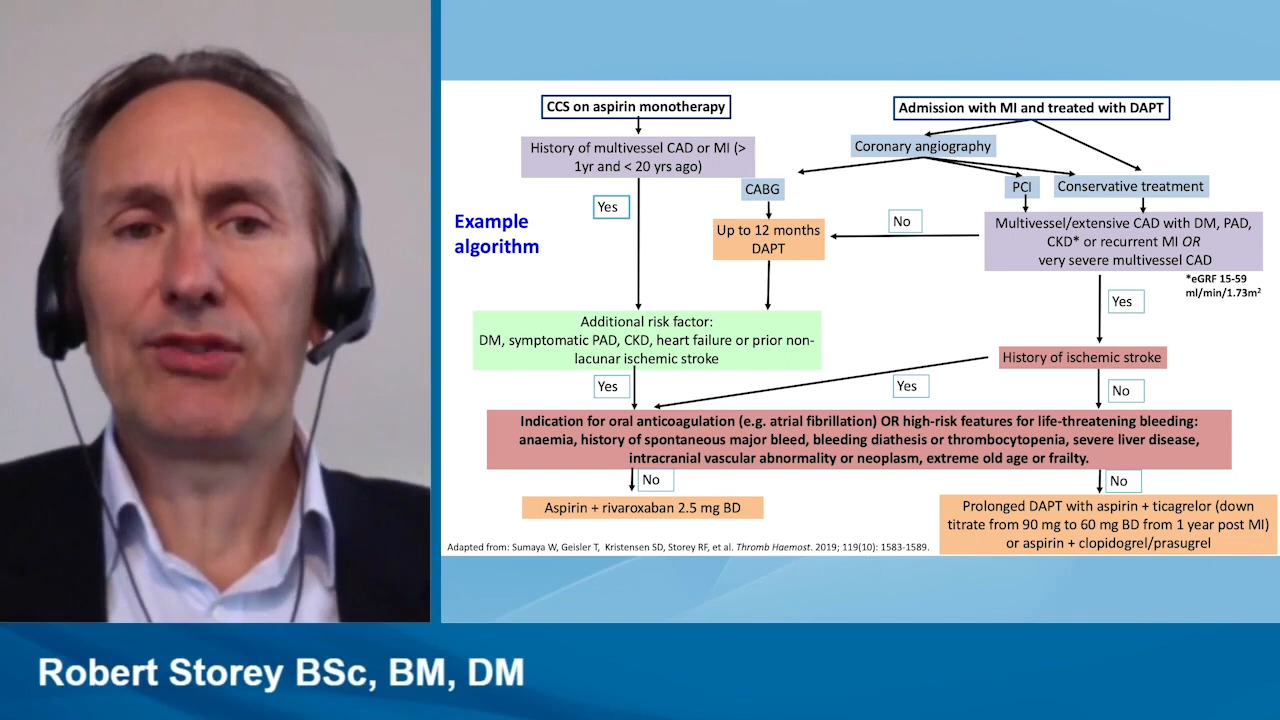 CCS on aspirin monotherapy
Admission with MI and treated with DAPT
History of multivessel CAD or MI (>
1yr and < 20 yrs ago)
Coronary angiography
CABG
PCI
Conservative treatment
Yes
Example
algorithm
Up to 12 months
DAPT
No
Multivessel/extensive CAD with DM, PAD,
CKD* or recurrent MI OR
very severe multivessel CAD
*eGRF 15-59
ml/min/1.73m²
Yes
Additional risk factor:
DM, symptomatic PAD, CKD, heart failure or prior non-
lacunar ischemic stroke
History of ischemic stroke
Yes
Yes
No
Indication for oral anticoagulation (e.g. atrial fibrillation) OR high-risk features for life-threatening bleeding:
anaemia, history of spontaneous major bleed, bleeding diathesis or thrombocytopenia, severe liver disease,
intracranial vascular abnormality or neoplasm, extreme old age or frailty.
No
No
Aspirin + rivaroxaban 2.5 mg BD
Prolonged DAPT with aspirin + ticagrelor (down
titrate from 90 mg to 60 mg BD from 1 year post MI)
or aspirin + clopidogrel/prasugrel
Adapted from: Sumaya W, Geisler T, Kristensen SD, Storey RF, et al. Thromb Haemost. 2019; 119(10): 1583-1589.
Robert Storey BSc, BM, DM